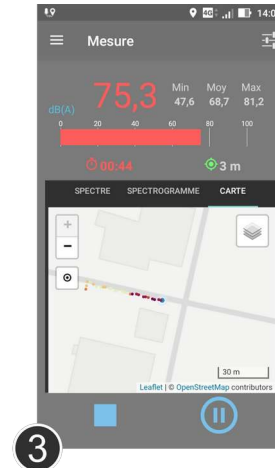 4G 14:0
Mesure
dB(A) 75,3
Min Moy Max
47,6 68,7 81,2
0 20 40 60 80 100
00:44 3 m
SPECTRE SPECTROGRAMME CARTE
+
−
30 m
Leaflet | © OpenStreetMap contributors
3